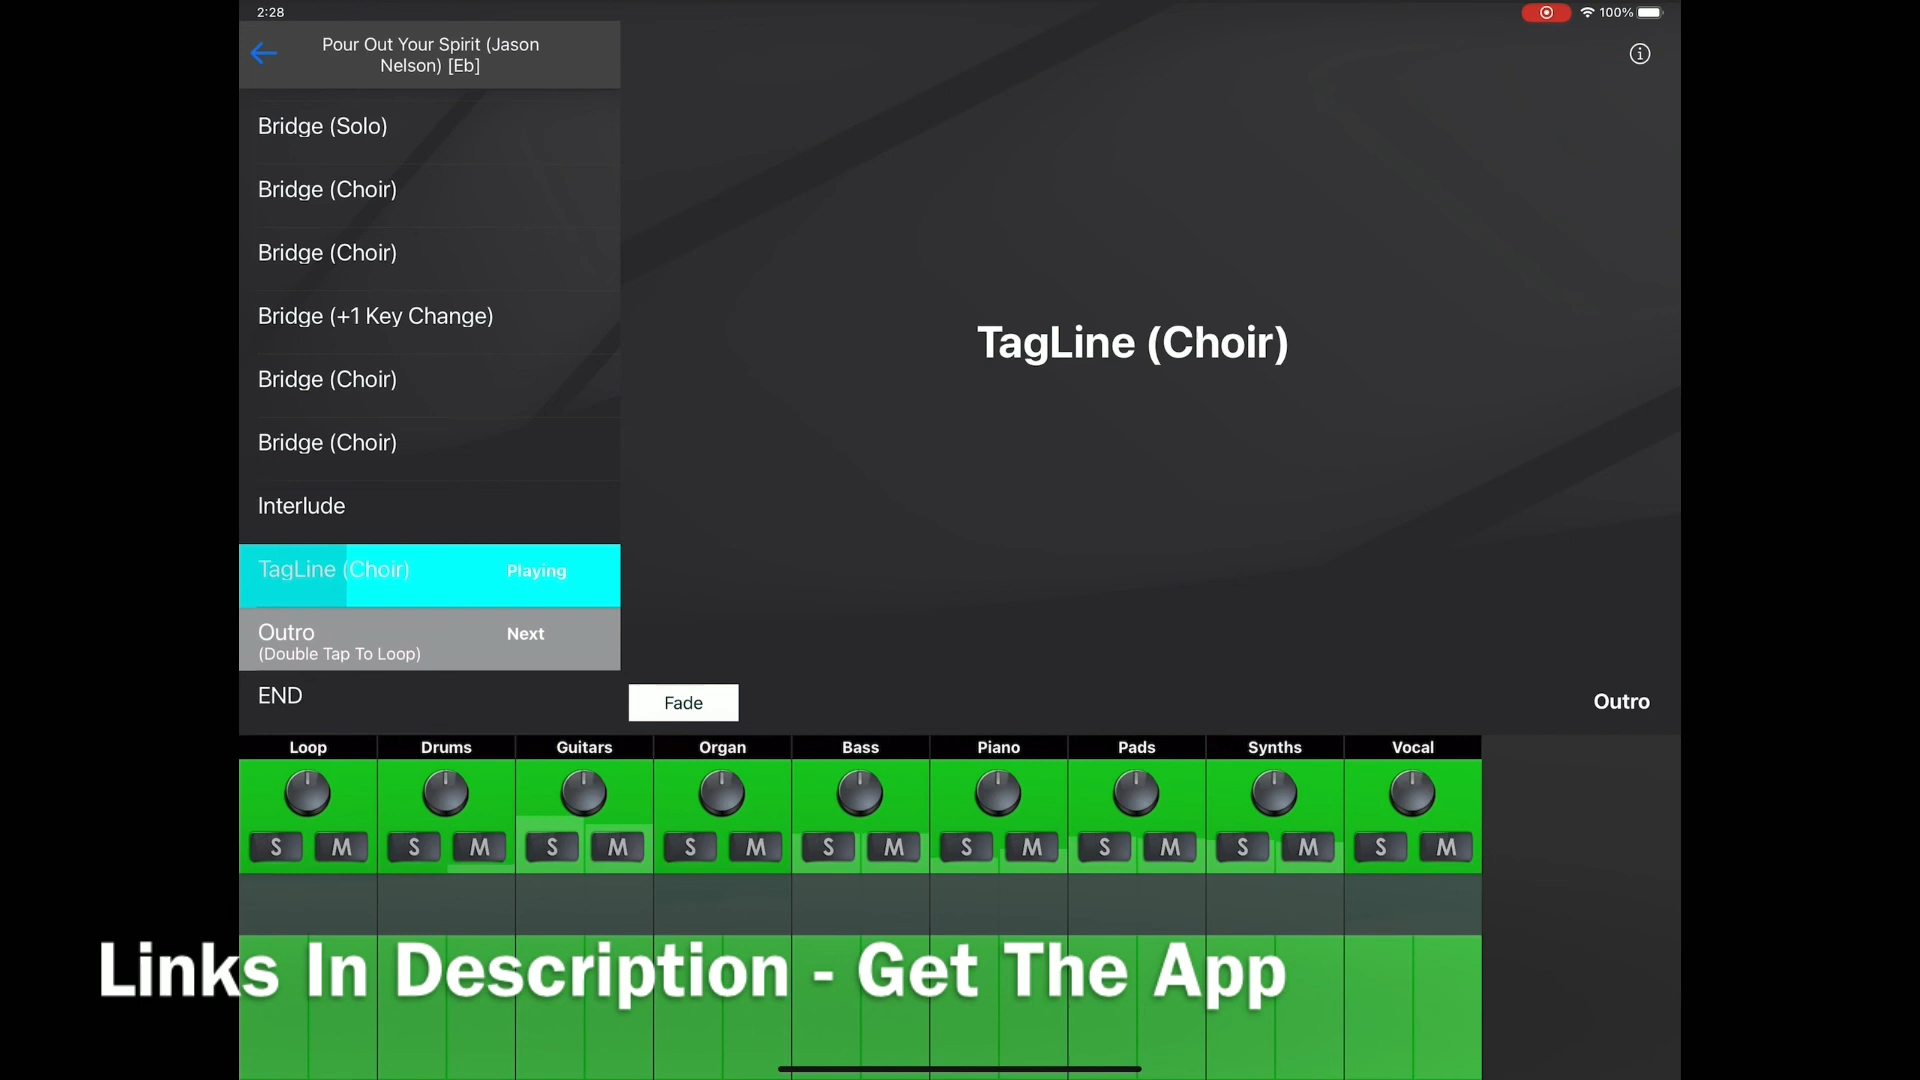 2:28
100%
Pour Out Your Spirit (Jason
Nelson) [Eb]
Bridge (Solo)
Bridge (Choir)
Bridge (Choir)
Bridge (+1 Key Change)
Bridge (Choir)
Bridge (Choir)
Interlude
TagLine (Choir) Playing
Outro Next
(Double Tap To Loop)
END
TagLine (Choir)
Fade
Outro
Loop Drums Guitars Organ Bass Piano Pads Synths Vocal
S M S M S M S M S M S M S M S M S M
Links In Description - Get The App